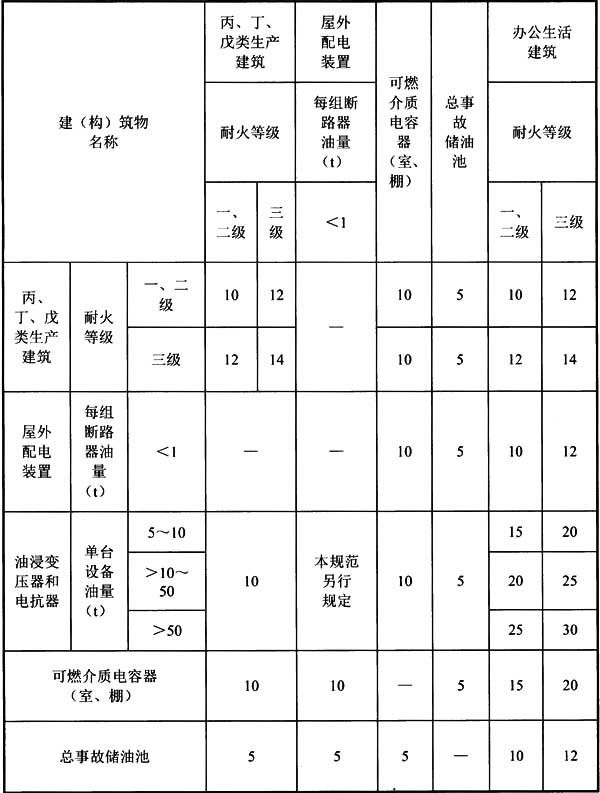 建（构）筑物
名称
丙、丁、
戊类生产
建筑
屋外
配电
装置
可燃
介质
电容
器
（室、
棚）
总事
故
储油
池
办公生活
建筑
耐火等级
每组断
路器
油量
（t）
耐火等级
一、
二级
三
级
＜1
一、
二级
三级
丙、
丁、戊
类生产
建筑
耐火
等级
一、二
级
10
12
—
10
5
10
12
三级
12
14
10
5
12
14
屋外
配电
装置
每组
断路
器油
量
（t）
＜1
—
—
10
5
10
12
油浸变
压器和
电抗器
单台
设备
油量
（t）
5～10
10
本规范
另行
规定
10
5
15
20
>10～
50
20
25
>50
25
30
可燃介质电容器
（室、棚）
10
10
—
5
15
20
总事故储油池
5
5
5
—
10
12